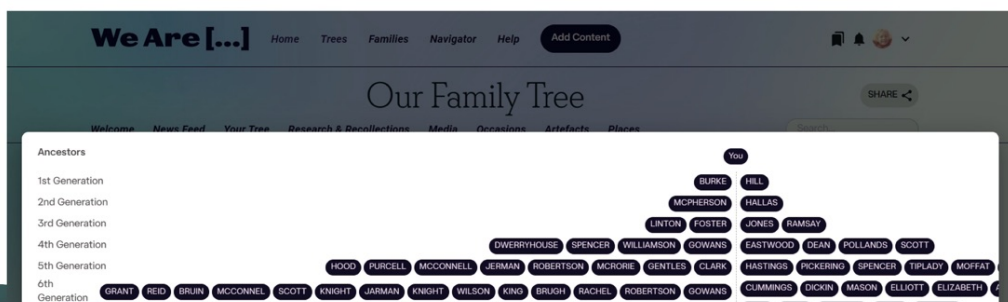 We Are [...] Home Trees Families Navigator Help Add Content
Our Family Tree SHARE
Welcome News Feed Your Tree Research & Recollections Media Occasions Artefacts Places Search...
Ancestors You
1st Generation BURKE HILL
2nd Generation MCPHERSON HALLAS
3rd Generation LINTON FOSTER JONES RAMSAY
4th Generation DWERRYHOUSE SPENCER WILLIAMSON GOWANS EASTWOOD DEAN POLLANDS SCOTT
5th Generation HOOD PURCELL MCCONNELL JERMAN ROBERTSON MCRORIE GENTLES CLARK HASTINGS PICKERING SPENCER TIPLADY MOFFAT
6th Generation GRANT REID BRUIN MCCONNEL SCOTT KNIGHT JARMAN KNIGHT WILSON KING BRUGH RACHEL ROBERTSON GOWANS CUMMINGS DICKIN MASON ELLIOTT ELIZABETH